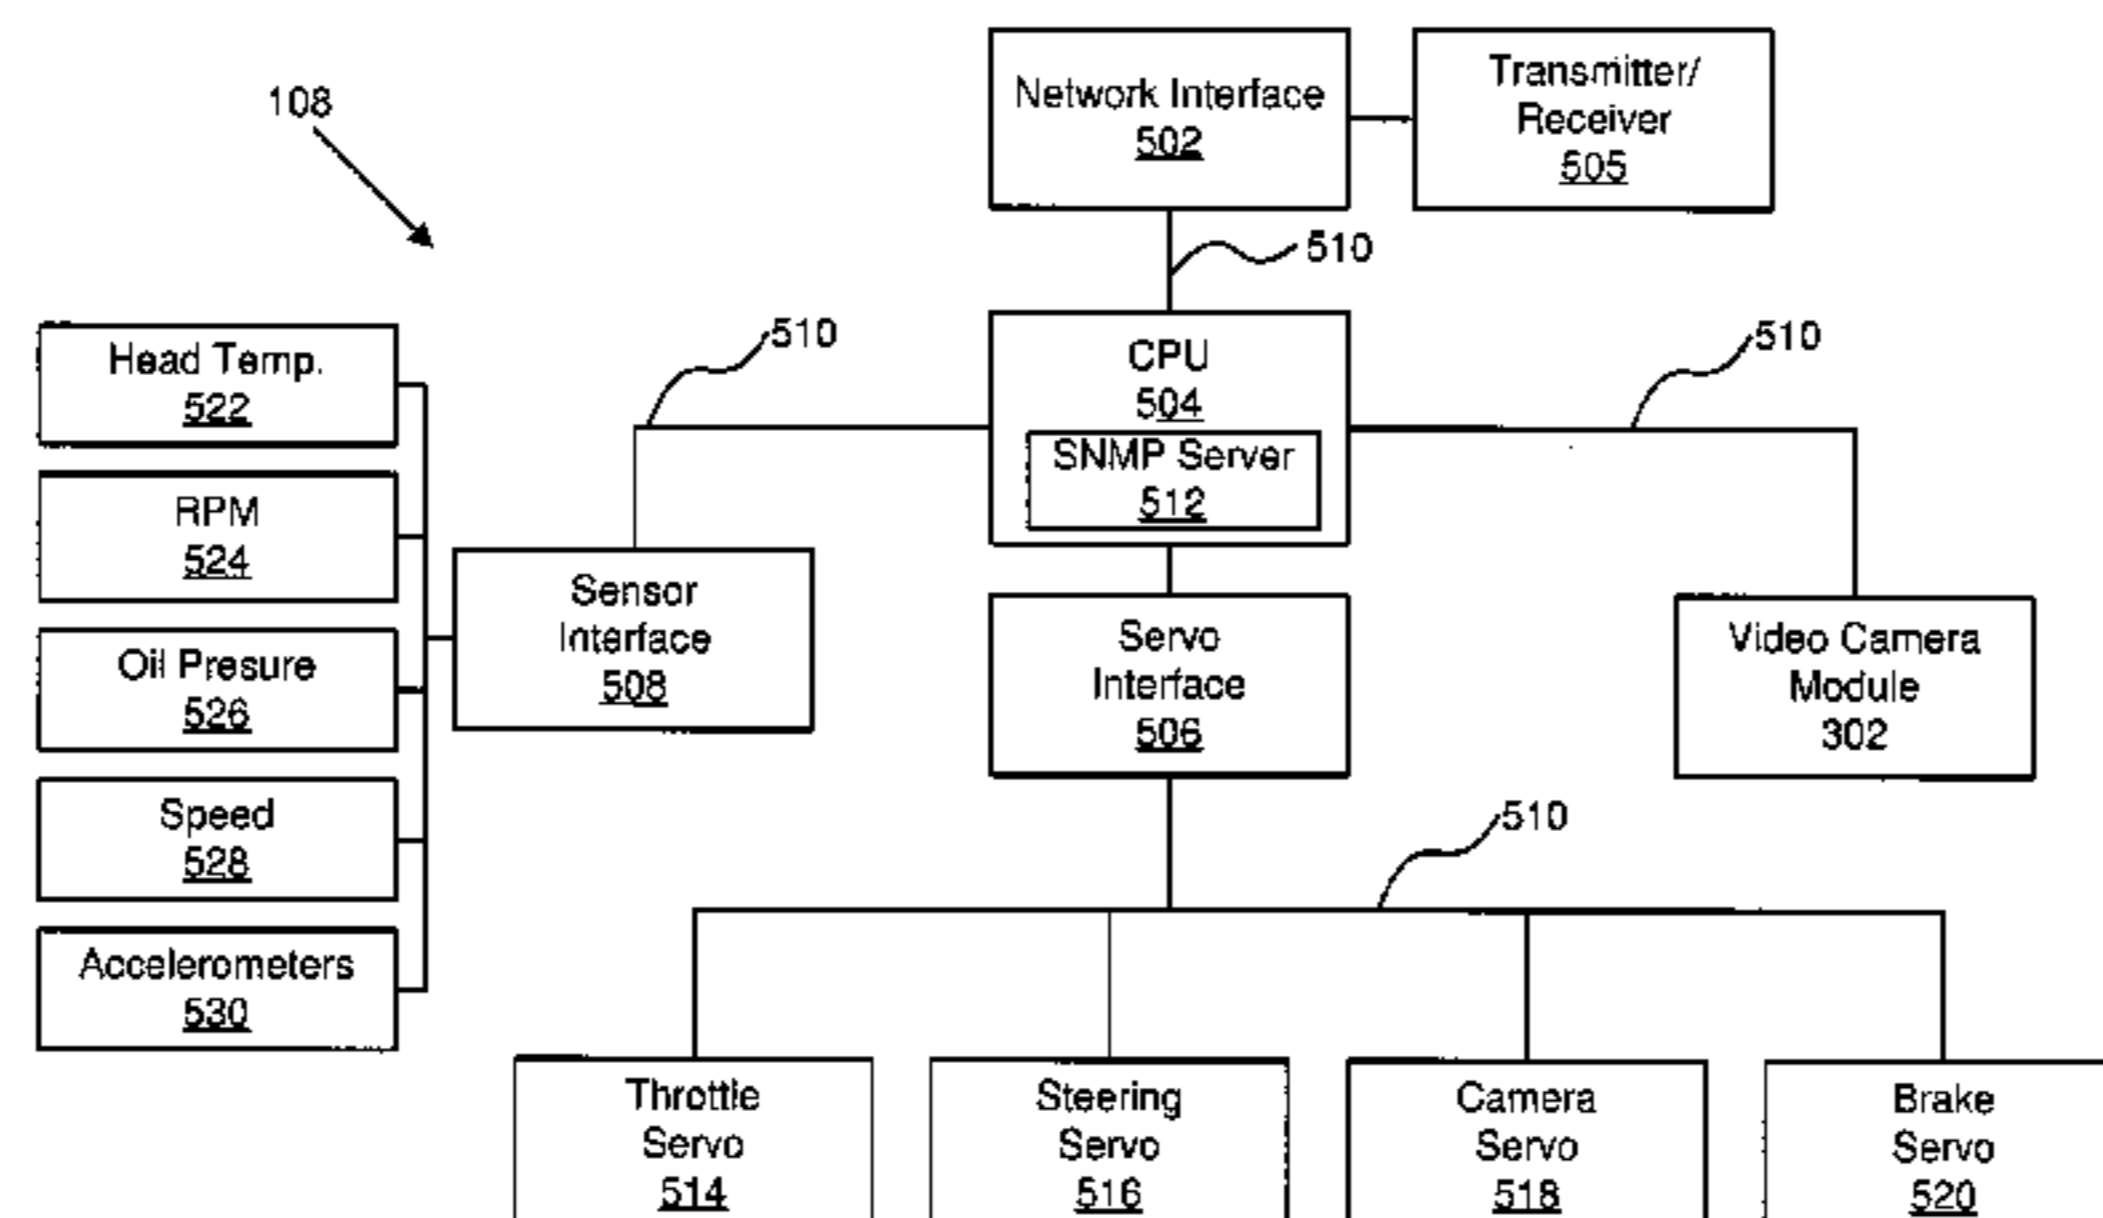 108
Network Interface
502
Transmitter/
Receiver
505
510
510
510
CPU
504
SNMP Server
512
Head Temp.
522
RPM
524
Oil Presure
526
Speed
528
Accelerometers
530
Sensor
Interface
508
Servo
Interface
506
Video Camera
Module
302
510
Throttle
Servo
514
Steering
Servo
516
Camera
Servo
518
Brake
Servo
520